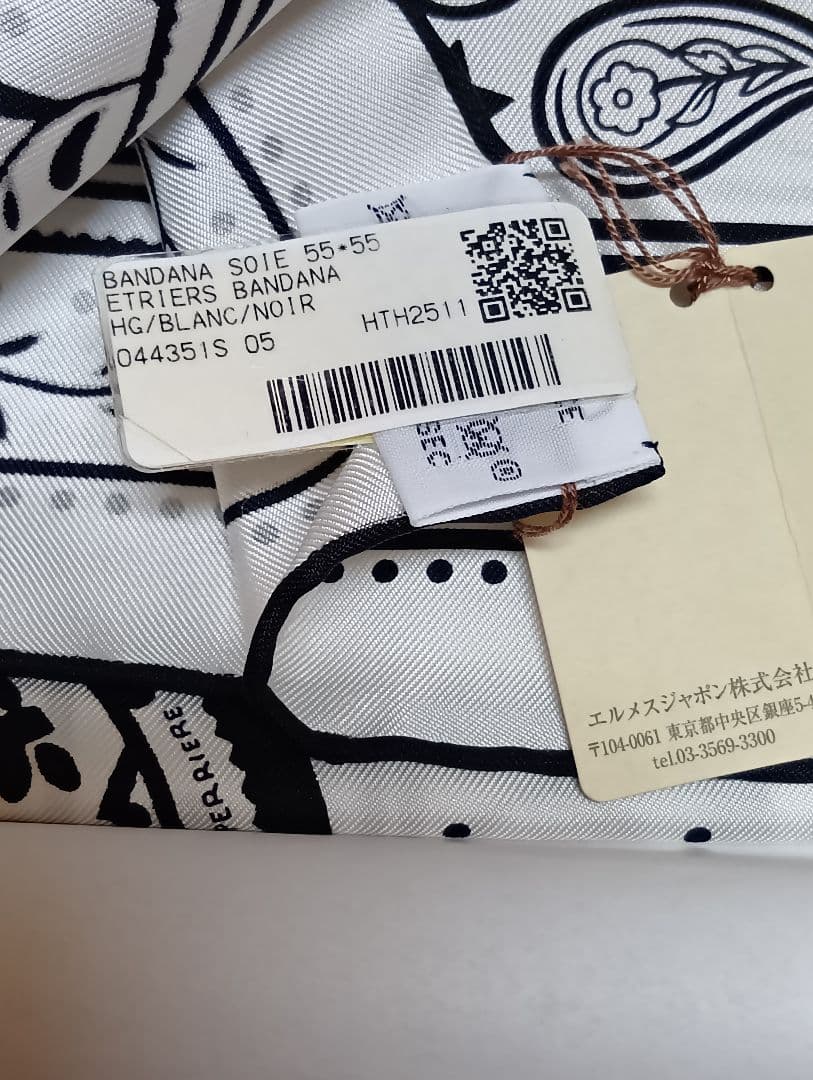 BANDANA SOIE 55*55
ETRIERS BANDANA
HG/BLANC/NOIR
HTH2511
044351S 05
エルメスジャポン株式会社
〒104-0061 東京都中央区銀座5-4
tel.03-3569-3300
PERRIERE